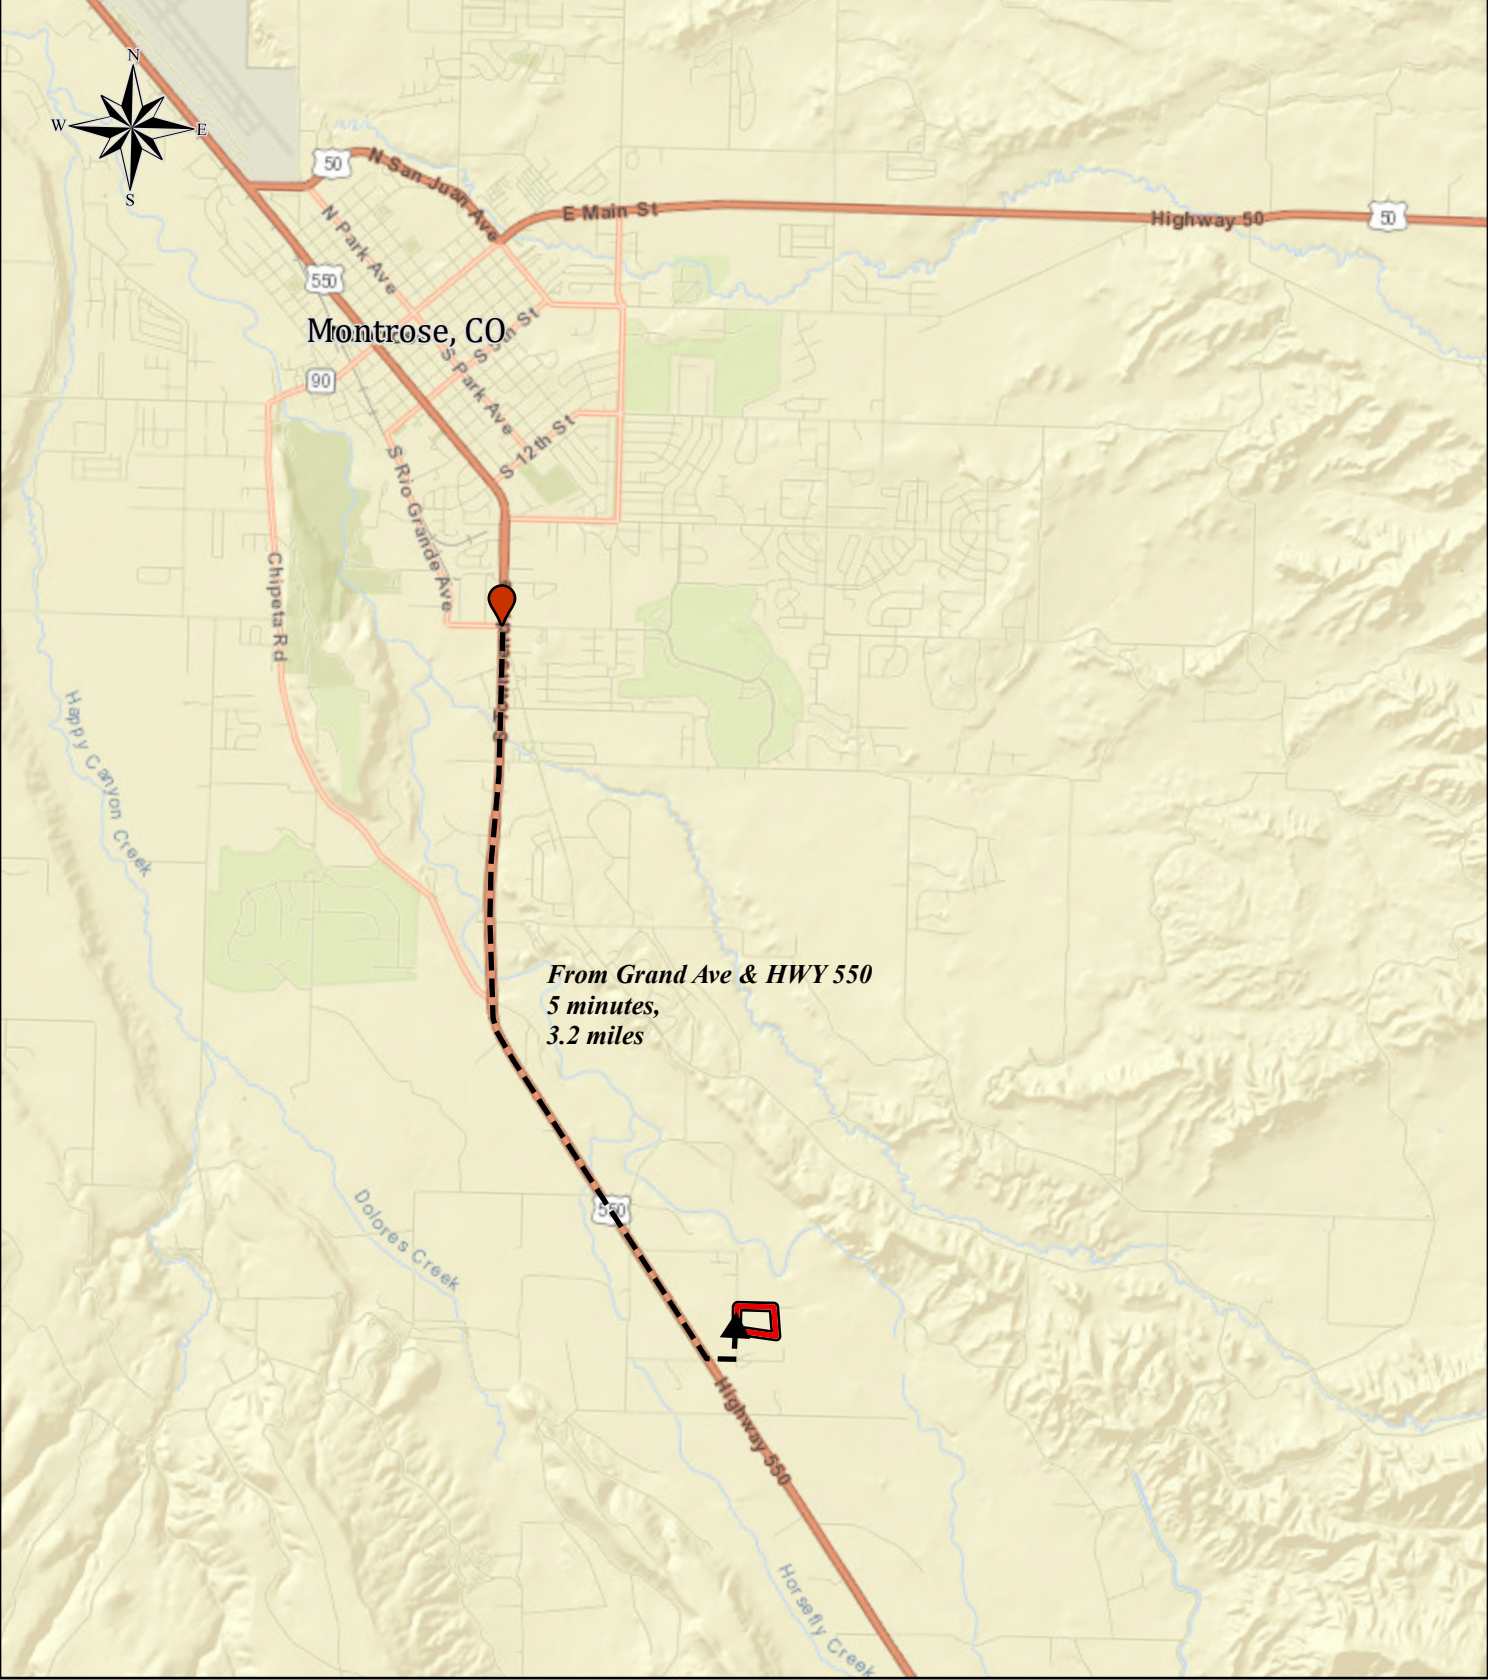 N
W
E
S
50
N San Juan Ave
E Main St
Highway 50
50
N Park Ave
550
Montrose, CO
S 5th St
S Park Ave
90
S 12th St
S Rio Grande Ave
Chipeta Rd
Happy Canyon Creek
From Grand Ave & HWY 550
5 minutes,
3.2 miles
Dolores Creek
550
Highway 550
Horsefly Creek